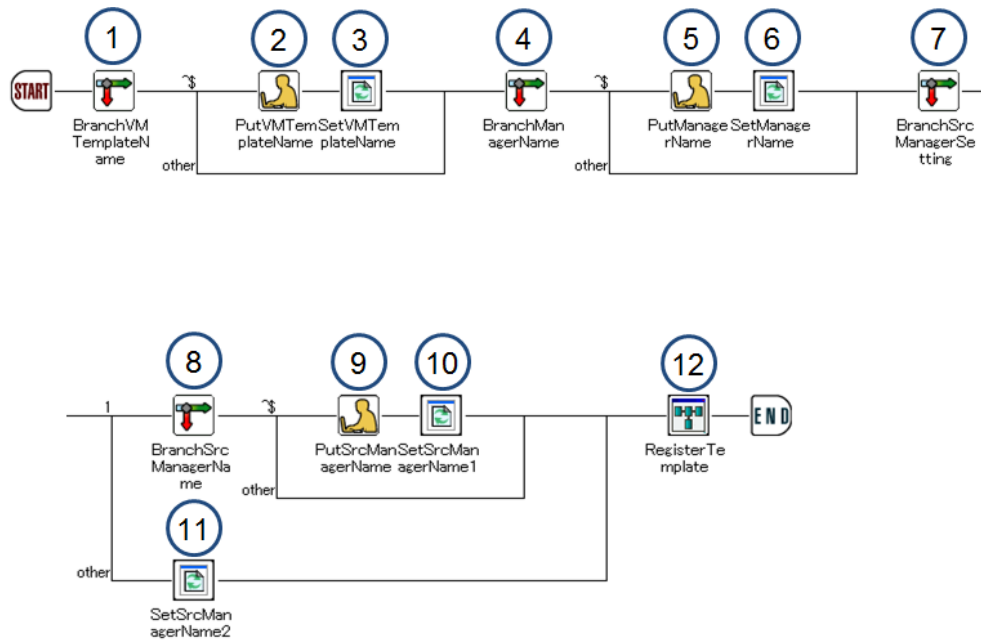 1
2
3
4
5
6
7
START
^$
^$
BranchVM
TemplateN
ame
PutVMTem
plateName
SetVMTem
plateName
BranchMan
agerName
PutManage
rName
SetManage
rName
BranchSrc
ManagerSe
tting
other
other
8
9
10
12
1
^$
END
BranchSrc
ManagerNa
me
PutSrcMan
agerName
SetSrcMan
agerName1
RegisterTe
mplate
other
11
other
SetSrcMan
agerName2